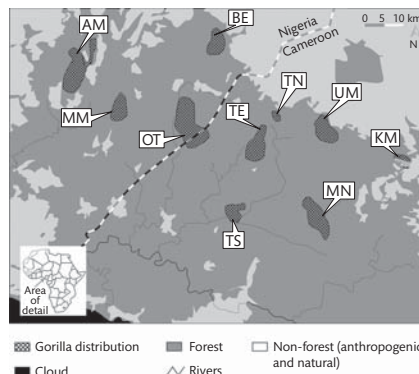 AM
BE
Nigeria
Cameroon
0 5 10 km
N
TN
UM
MM
OT
TE
KM
MN
TS
Area
of
detail
Gorilla distribution
Forest
Non-forest (anthropogenic
and natural)
Cloud
Rivers